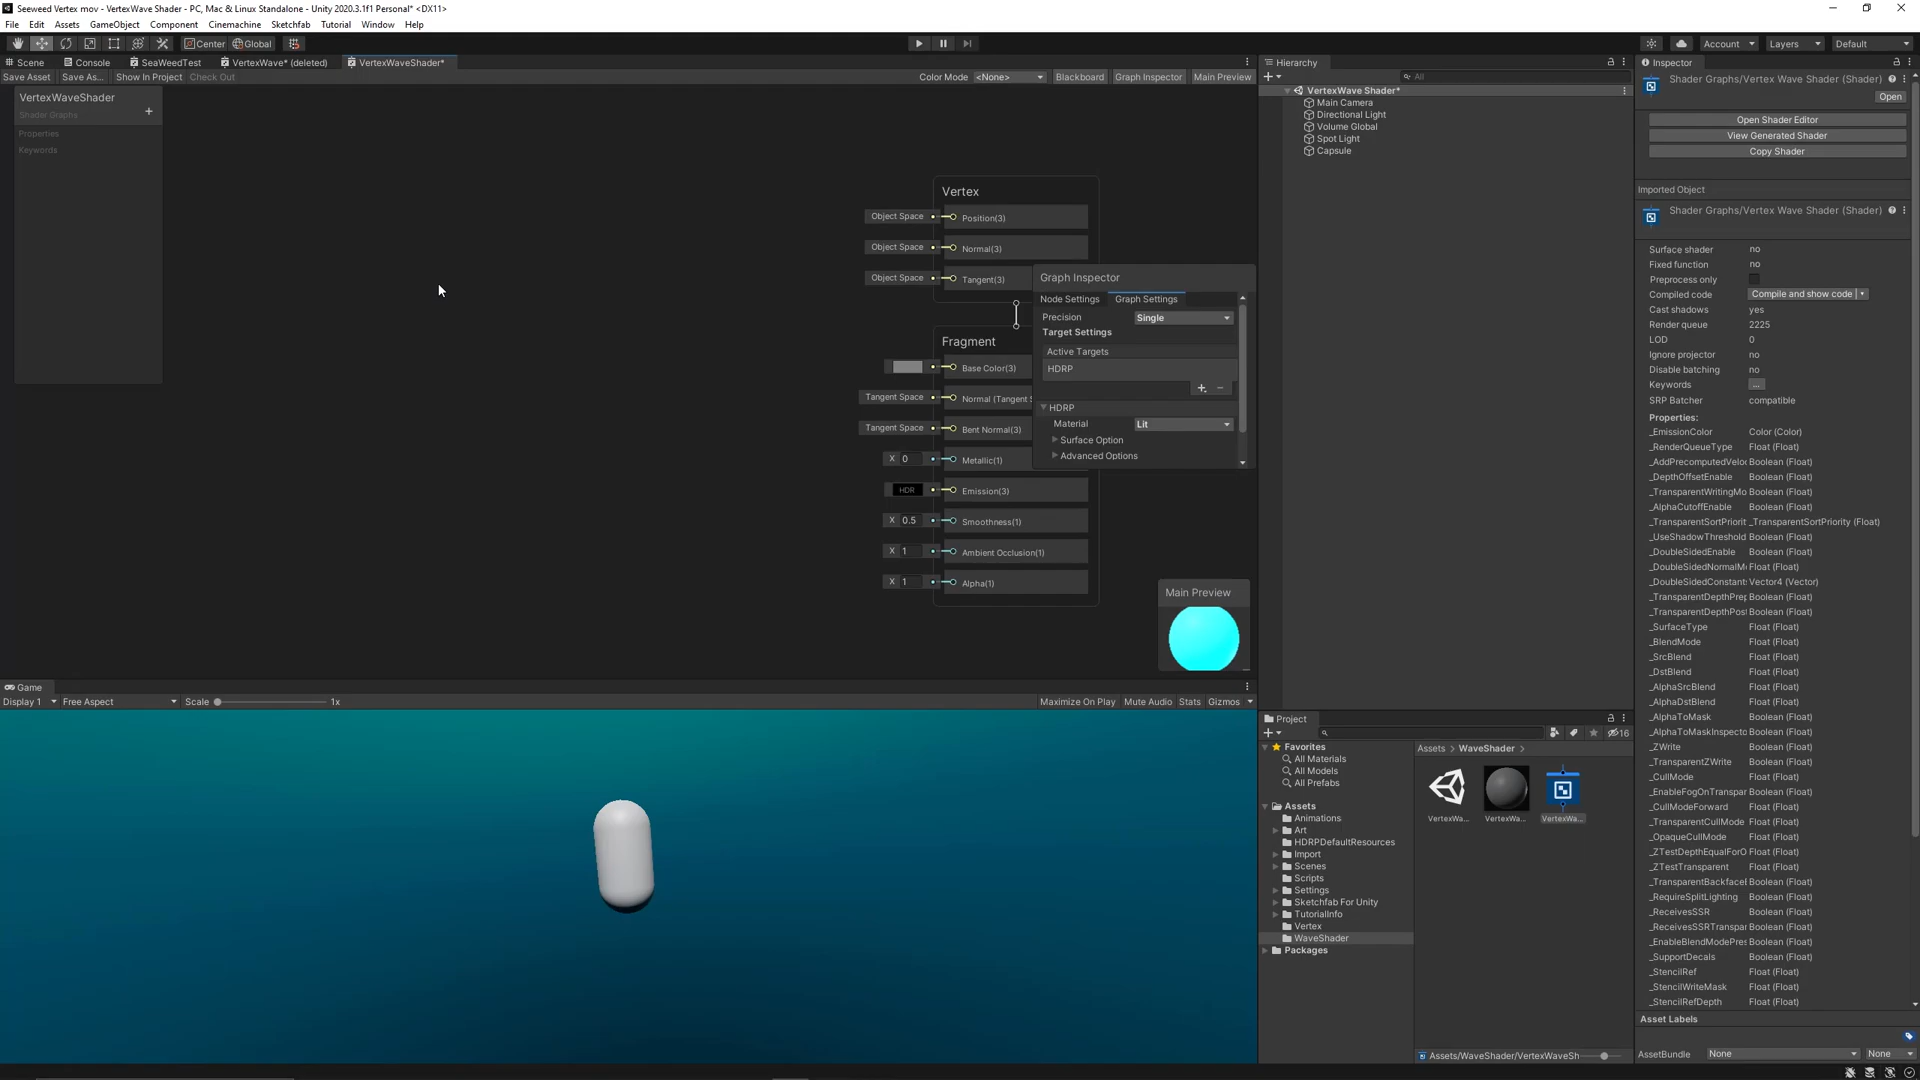 Seeweed Vertex mov - VertexWave Shader - PC, Mac & Linux Standalone - Unity 2020.3.1f1 Personal* <DX11>
File Edit Assets GameObject Component Cinemachine Sketchfab Tutorial Window Help
Center Global Account Layers Default
Scene Console SeaWeedTest VertexWave* (deleted) VertexWaveShader*
Save Asset Save As... Show In Project Check Out Color Mode <None> Blackboard Graph Inspector Main Preview
VertexWaveShader
Shader Graphs
Properties
Keywords
Vertex
Object Space Position(3)
Object Space Normal(3)
Object Space Tangent(3)
Fragment
Base Color(3)
Tangent Space Normal (Tangent S
Tangent Space Bent Normal(3)
X 0 Metallic(1)
HDR Emission(3)
X 0.5 Smoothness(1)
X 1 Ambient Occlusion(1)
X 1 Alpha(1)
Graph Inspector
Node Settings Graph Settings
Precision Single
Target Settings
Active Targets
HDRP
+ -
HDRP
Material Lit
Surface Option
Advanced Options
Main Preview
Game
Display 1 Free Aspect Scale 1x Maximize On Play Mute Audio Stats Gizmos
Hierarchy
All
VertexWave Shader*
Main Camera
Directional Light
Volume Global
Spot Light
Capsule
Project
16
Favorites
All Materials
All Models
All Prefabs
Assets
Animations
Art
HDRPDefaultResources
Import
Scenes
Scripts
Settings
Sketchfab For Unity
TutorialInfo
Vertex
WaveShader
Packages
Assets > WaveShader >
VertexWa... VertexWa... VertexWa...
Assets/WaveShader/VertexWaveSh
Inspector
Shader Graphs/Vertex Wave Shader (Shader)
Open
Open Shader Editor
View Generated Shader
Copy Shader
Imported Object
Shader Graphs/Vertex Wave Shader (Shader)
Surface shader no
Fixed function no
Preprocess only
Compiled code Compile and show code
Cast shadows yes
Render queue 2225
LOD 0
Ignore projector no
Disable batching no
Keywords ...
SRP Batcher compatible
Properties:
_EmissionColor Color (Color)
_RenderQueueType Float (Float)
_AddPrecomputedVeloc Boolean (Float)
_DepthOffsetEnable Boolean (Float)
_TransparentWritingMo Boolean (Float)
_AlphaCutoffEnable Boolean (Float)
_TransparentSortPriorit _TransparentSortPriority (Float)
_UseShadowThreshold Boolean (Float)
_DoubleSidedEnable Boolean (Float)
_DoubleSidedNormalMo Float (Float)
_DoubleSidedConstants Vector4 (Vector)
_TransparentDepthPrep Boolean (Float)
_TransparentDepthPost Boolean (Float)
_SurfaceType Float (Float)
_BlendMode Float (Float)
_SrcBlend Float (Float)
_DstBlend Float (Float)
_AlphaSrcBlend Float (Float)
_AlphaDstBlend Float (Float)
_AlphaToMask Boolean (Float)
_AlphaToMaskInspecto Boolean (Float)
_ZWrite Boolean (Float)
_TransparentZWrite Boolean (Float)
_CullMode Float (Float)
_EnableFogOnTranspar Boolean (Float)
_CullModeForward Float (Float)
_TransparentCullMode Float (Float)
_OpaqueCullMode Float (Float)
_ZTestDepthEqualForO Float (Float)
_ZTestTransparent Float (Float)
_TransparentBackfaceE Boolean (Float)
_RequireSplitLighting Boolean (Float)
_ReceivesSSR Boolean (Float)
_ReceivesSSRTranspar Boolean (Float)
_EnableBlendModePres Boolean (Float)
_SupportDecals Boolean (Float)
_StencilRef Float (Float)
_StencilWriteMask Float (Float)
_StencilRefDepth Float (Float)
Asset Labels
AssetBundle None None